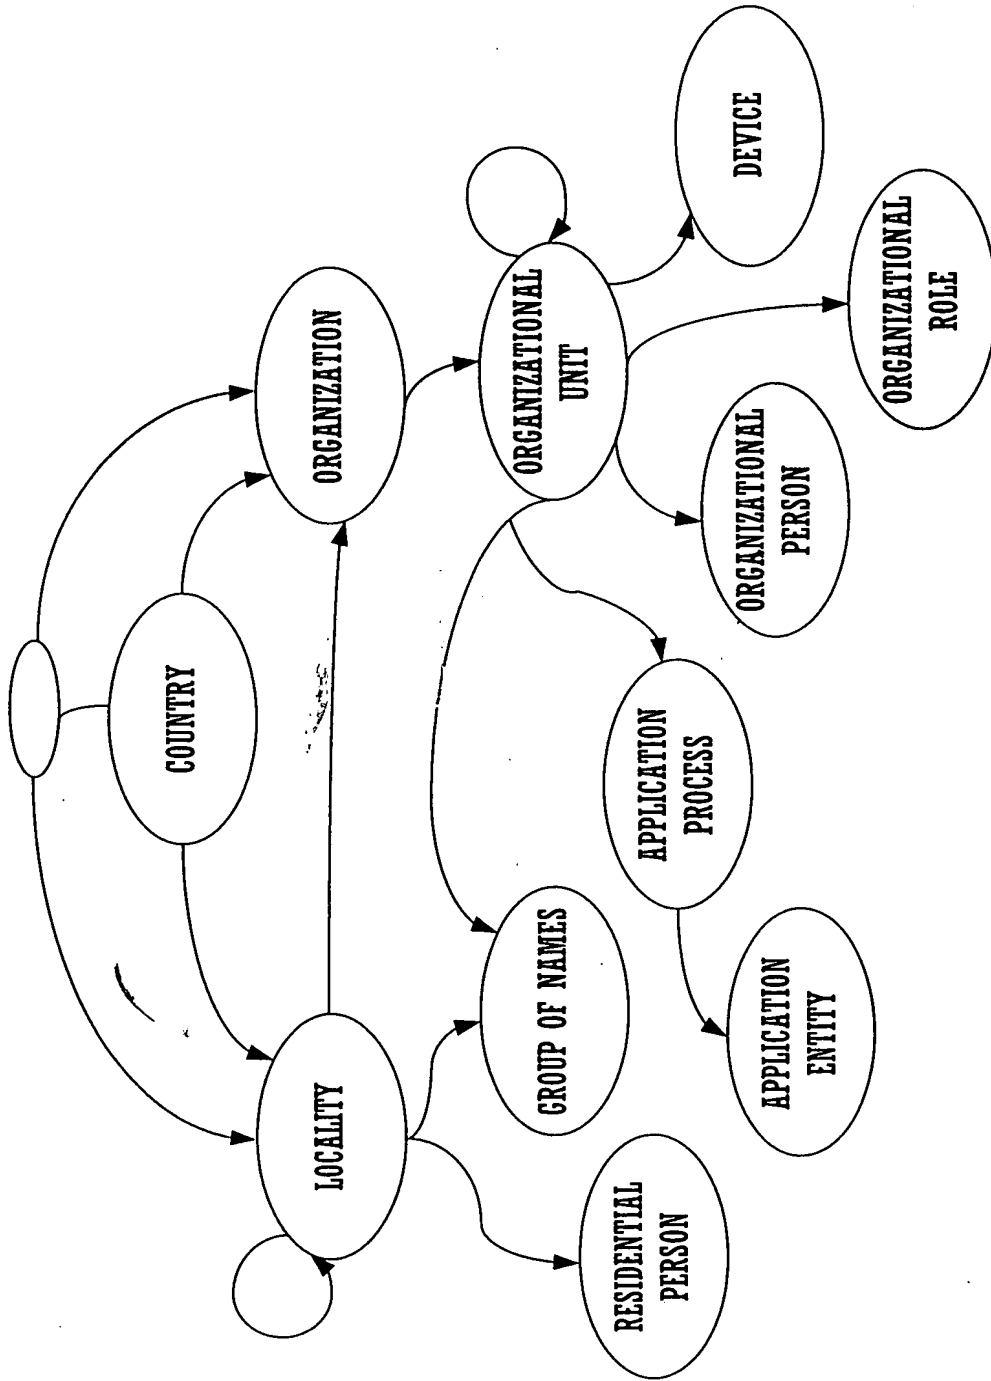 COUNTRY
LOCALITY
ORGANIZATION
ORGANIZATIONAL
UNIT
GROUP OF NAMES
RESIDENTIAL
PERSON
APPLICATION
ENTITY
APPLICATION
PROCESS
ORGANIZATIONAL
PERSON
ORGANIZATIONAL
ROLE
DEVICE